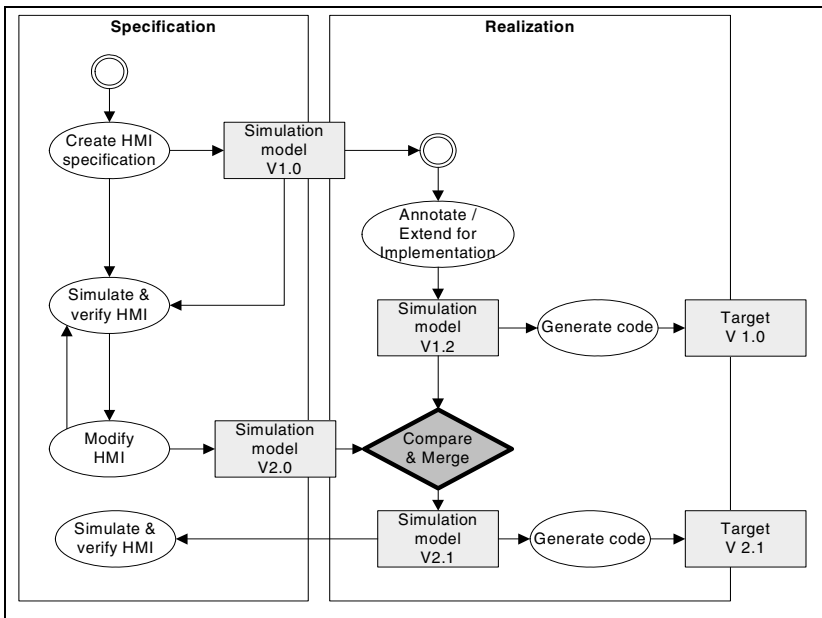 Specification
Realization
Create HMI
specification
Simulation
model
V1.0
Annotate /
Extend for
Implementation
Simulate &
verify HMI
Simulation
model
V1.2
Generate code
Target
V 1.0
Modify
HMI
Simulation
model
V2.0
Compare
& Merge
Simulate &
verify HMI
Simulation
model
V2.1
Generate code
Target
V 2.1